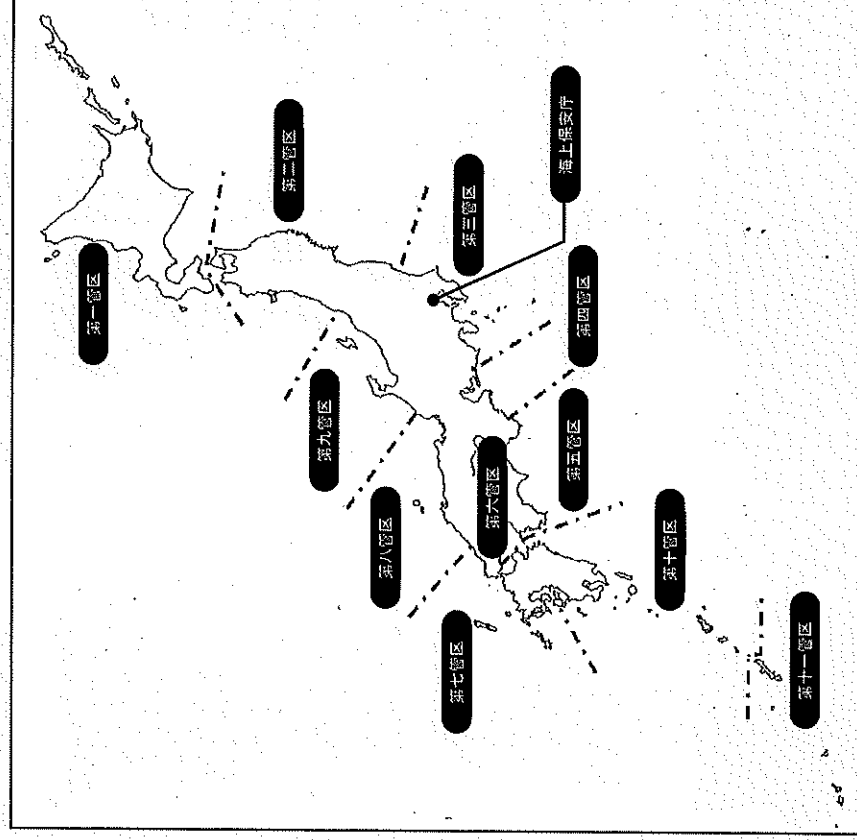 第一管区
第二管区
第三管区
海上保安庁
第四管区
第五管区
第六管区
第七管区
第八管区
第九管区
第十管区
第十一管区